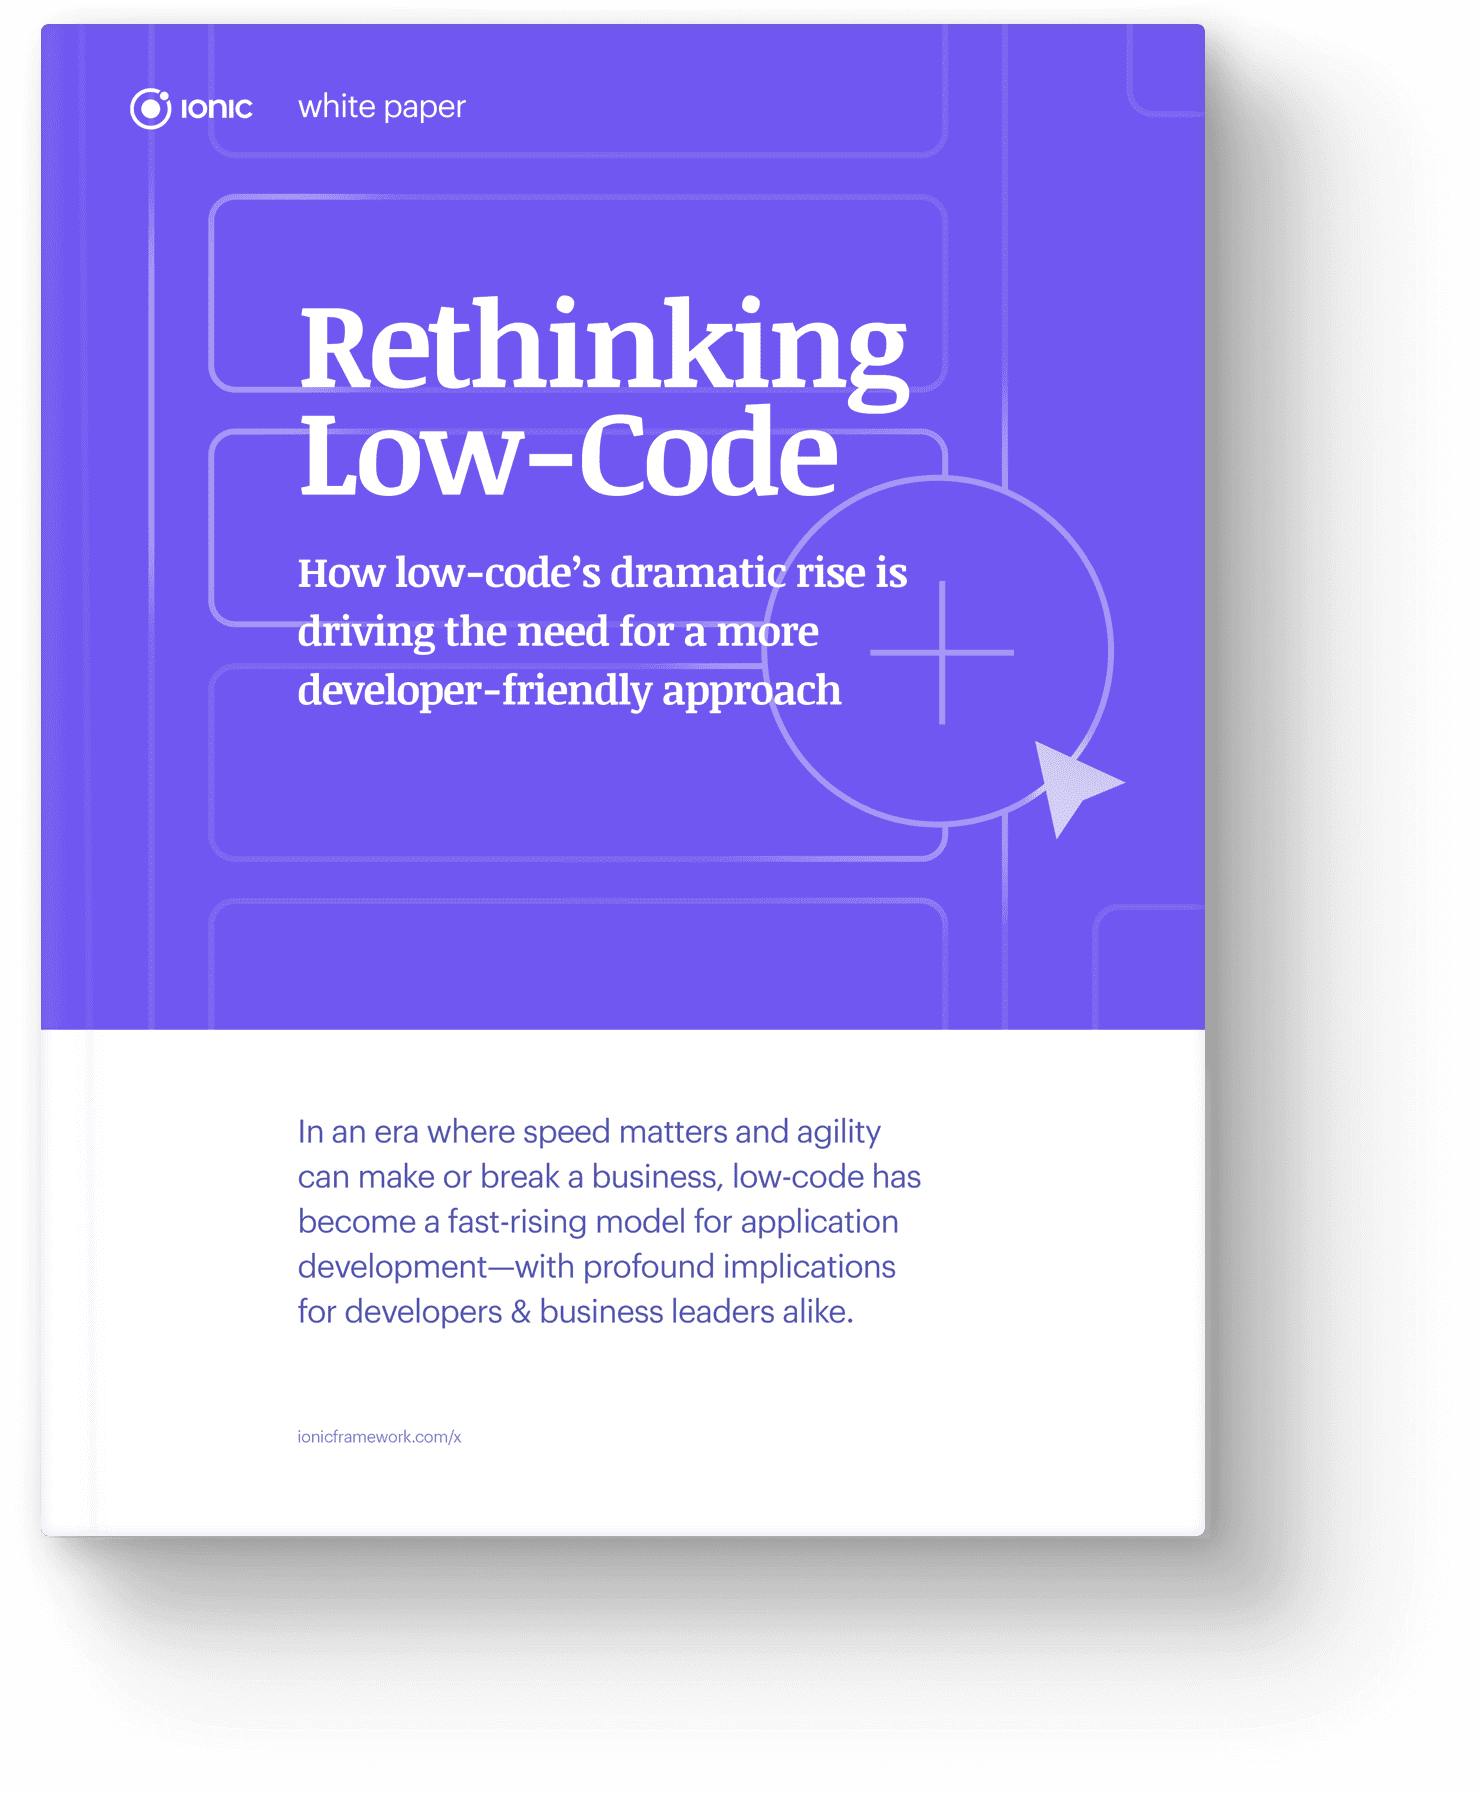 ionic white paper
Rethinking
Low-Code
How low-code’s dramatic rise is
driving the need for a more
developer-friendly approach
In an era where speed matters and agility
can make or break a business, low-code has
become a fast-rising model for application
development—with profound implications
for developers & business leaders alike.
ionicframework.com/x